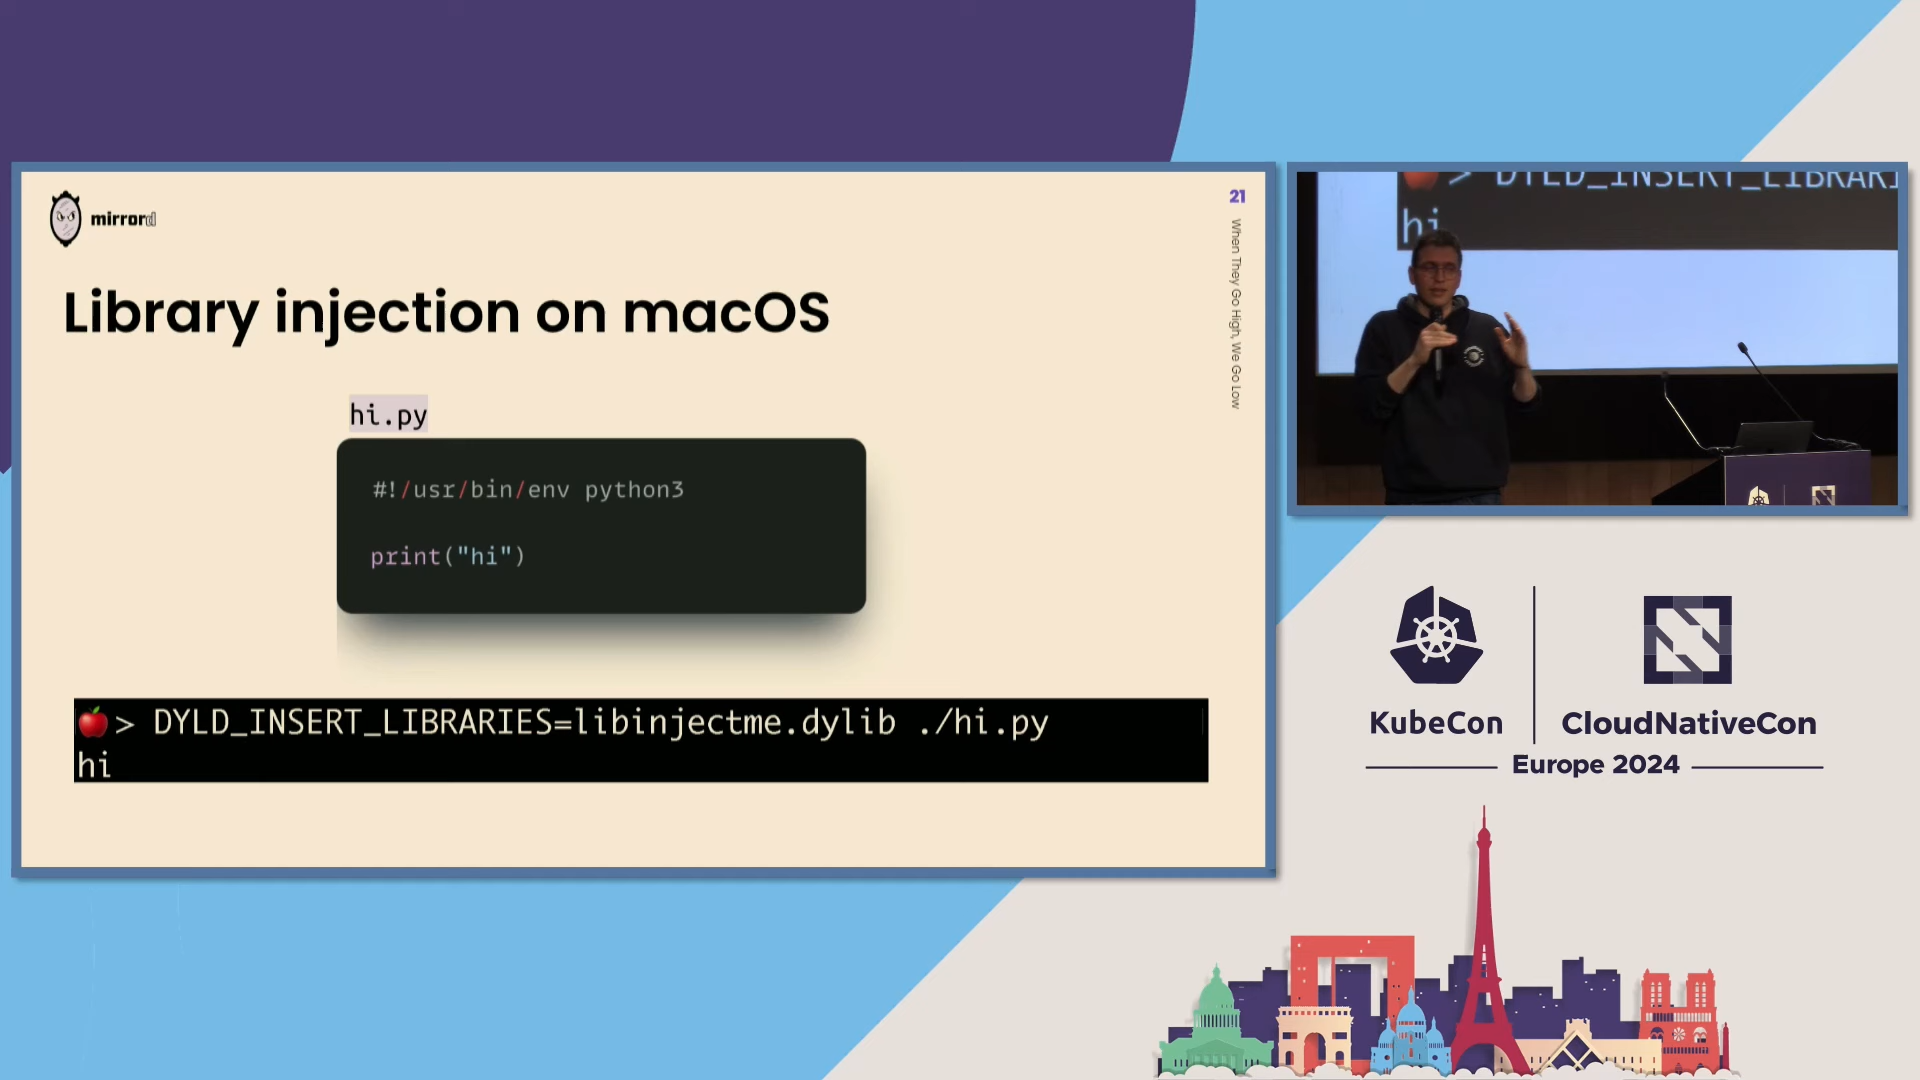 mirrord
21
When They Go High, We Go Low
Library injection on macOS
hi.py
#!/usr/bin/env python3
print("hi")
> DYLD_INSERT_LIBRARIES=libinjectme.dylib ./hi.py
hi
> DYLD_INSERT_LIBRARI
hi
KubeCon
CloudNativeCon
Europe 2024